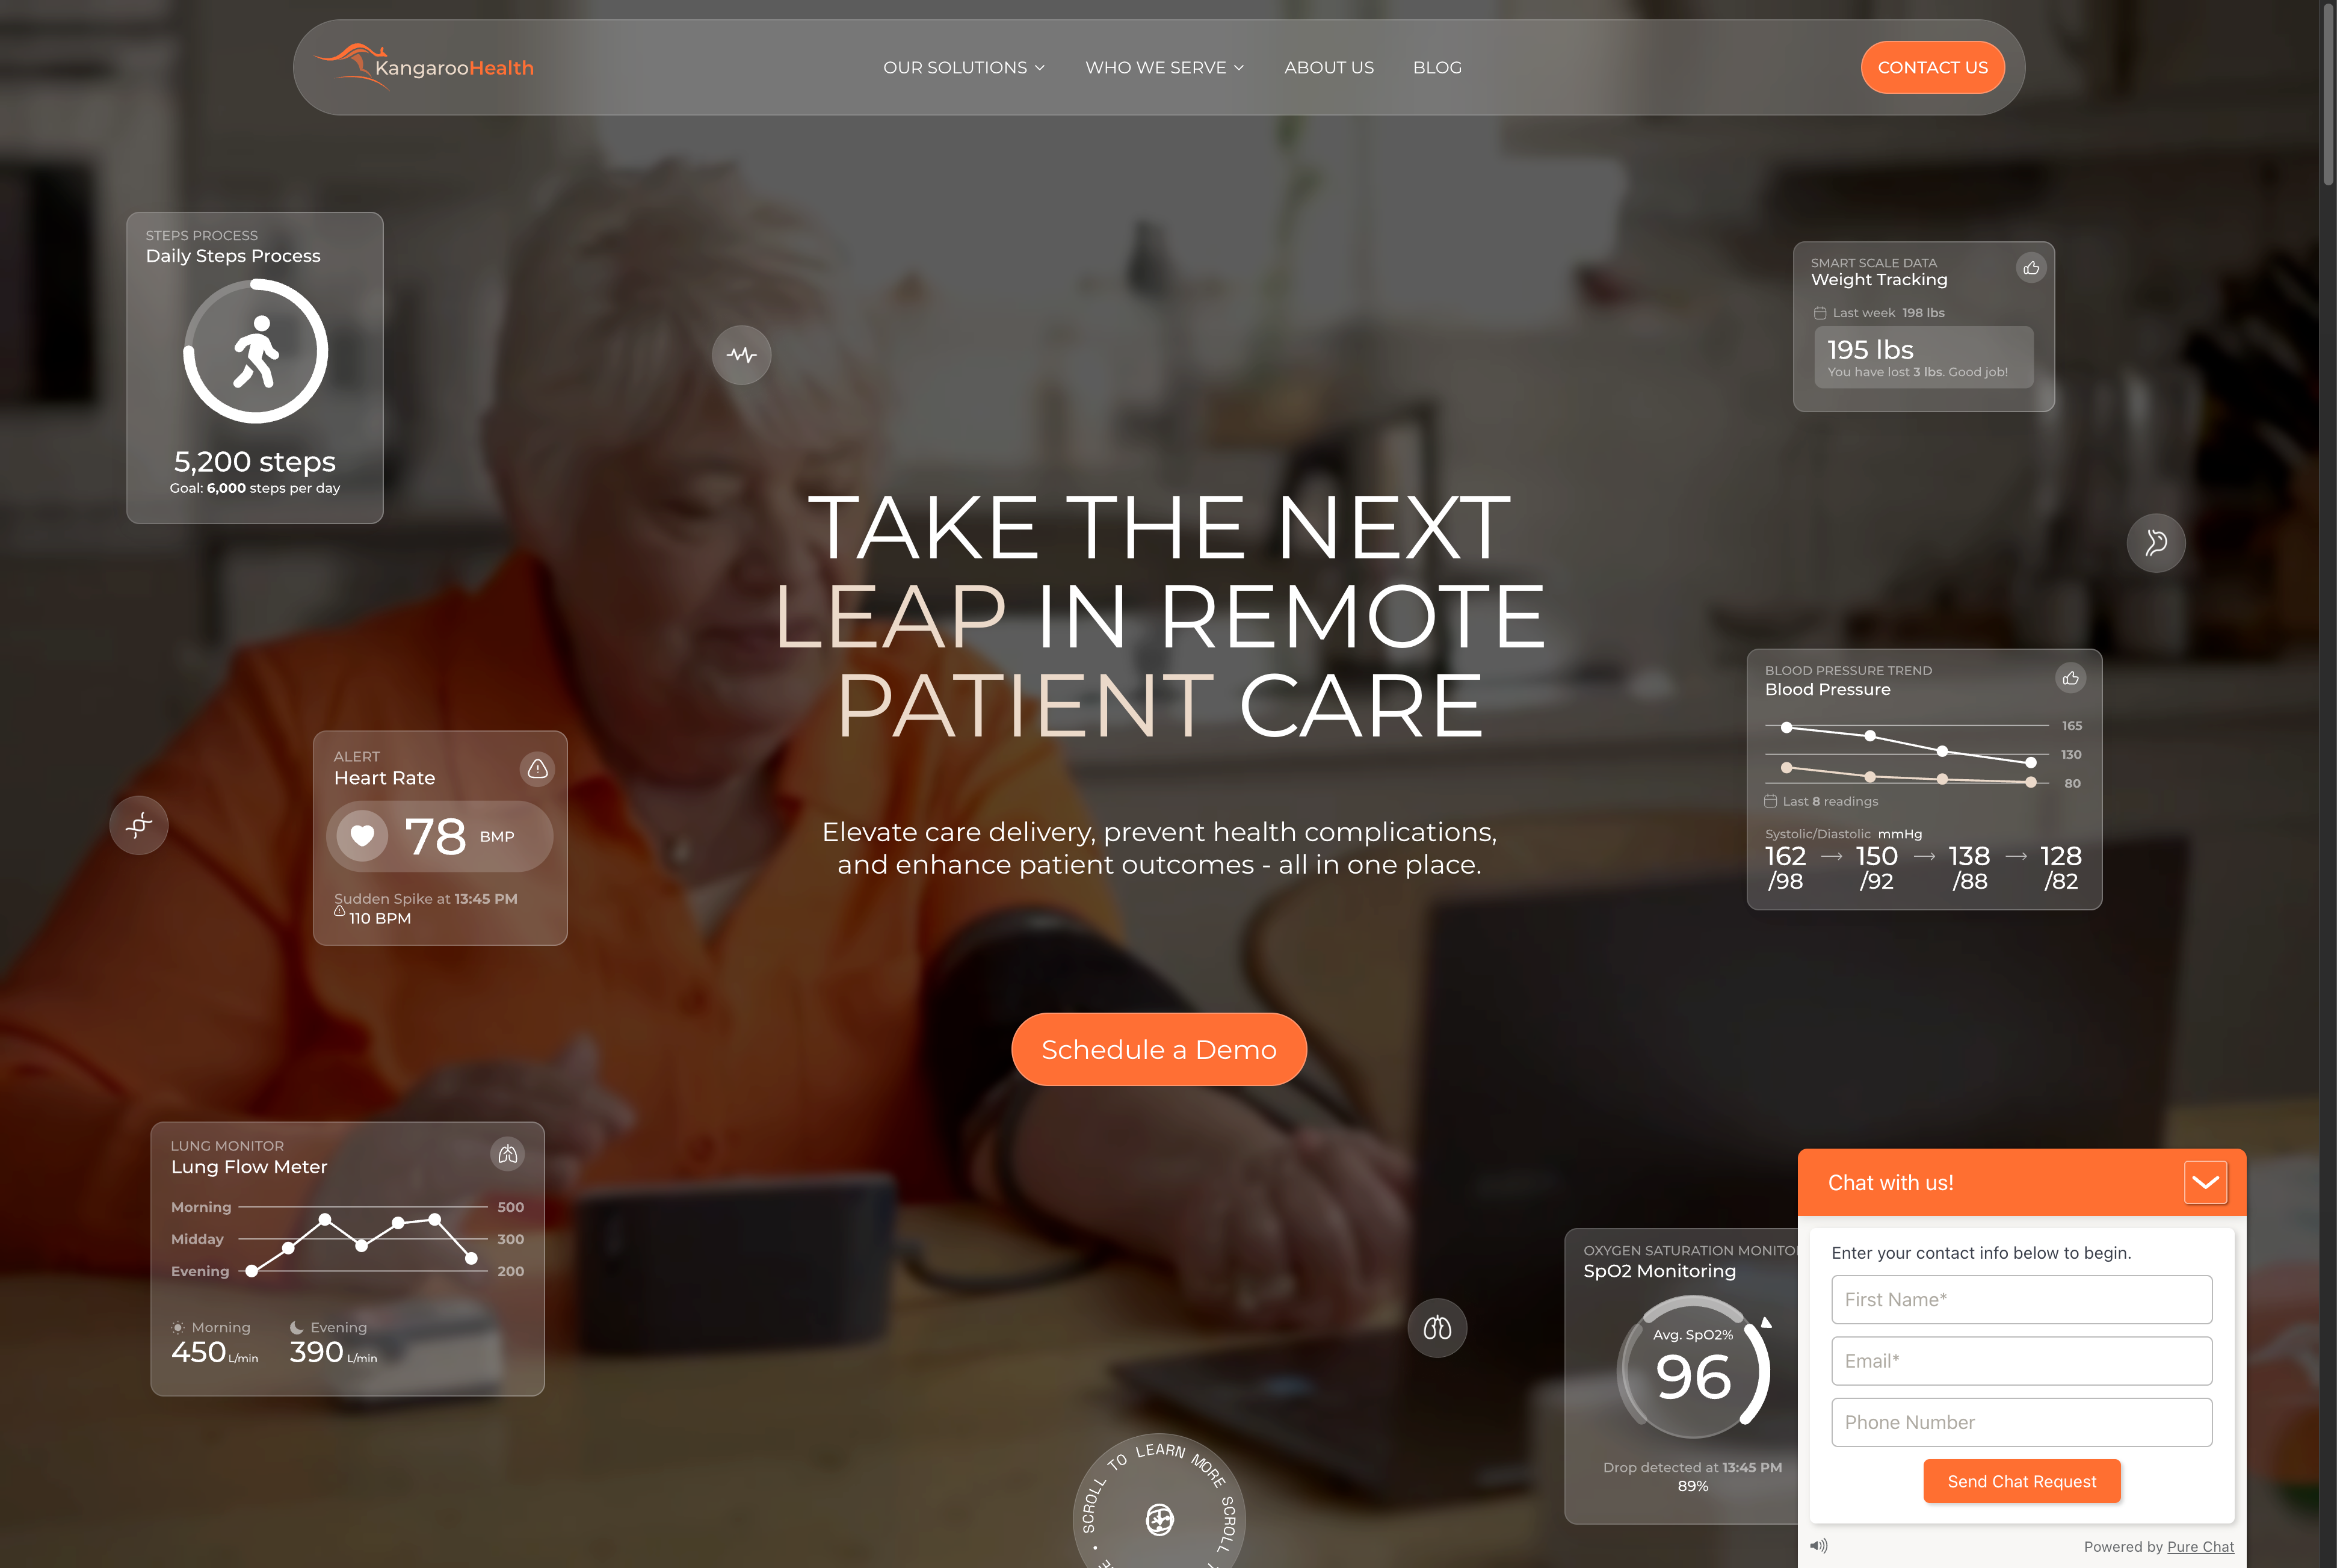 KangarooHealth
OUR SOLUTIONS
WHO WE SERVE
ABOUT US
BLOG
CONTACT US
STEPS PROCESS
Daily Steps Process
5,200 steps
Goal: 6,000 steps per day
SMART SCALE DATA
Weight Tracking
Last week 198 lbs
195 lbs
You have lost 3 lbs. Good job!
TAKE THE NEXT
LEAP IN REMOTE
PATIENT CARE
Elevate care delivery, prevent health complications,
and enhance patient outcomes - all in one place.
Schedule a Demo
ALERT
Heart Rate
78 BMP
Sudden Spike at 13:45 PM
110 BPM
BLOOD PRESSURE TREND
Blood Pressure
165
130
80
Last 8 readings
Systolic/Diastolic mmHg
162 150 138 128
/98 /92 /88 /82
LUNG MONITOR
Lung Flow Meter
Morning 500
Midday 300
Evening 200
Morning Evening
450 L/min 390 L/min
OXYGEN SATURATION MONITO
SpO2 Monitoring
Avg. SpO2%
96
Drop detected at 13:45 PM
89%
SCROLL TO LEARN MORE SCROLL
Chat with us!
Enter your contact info below to begin.
First Name*
Email*
Phone Number
Send Chat Request
Powered by Pure Chat